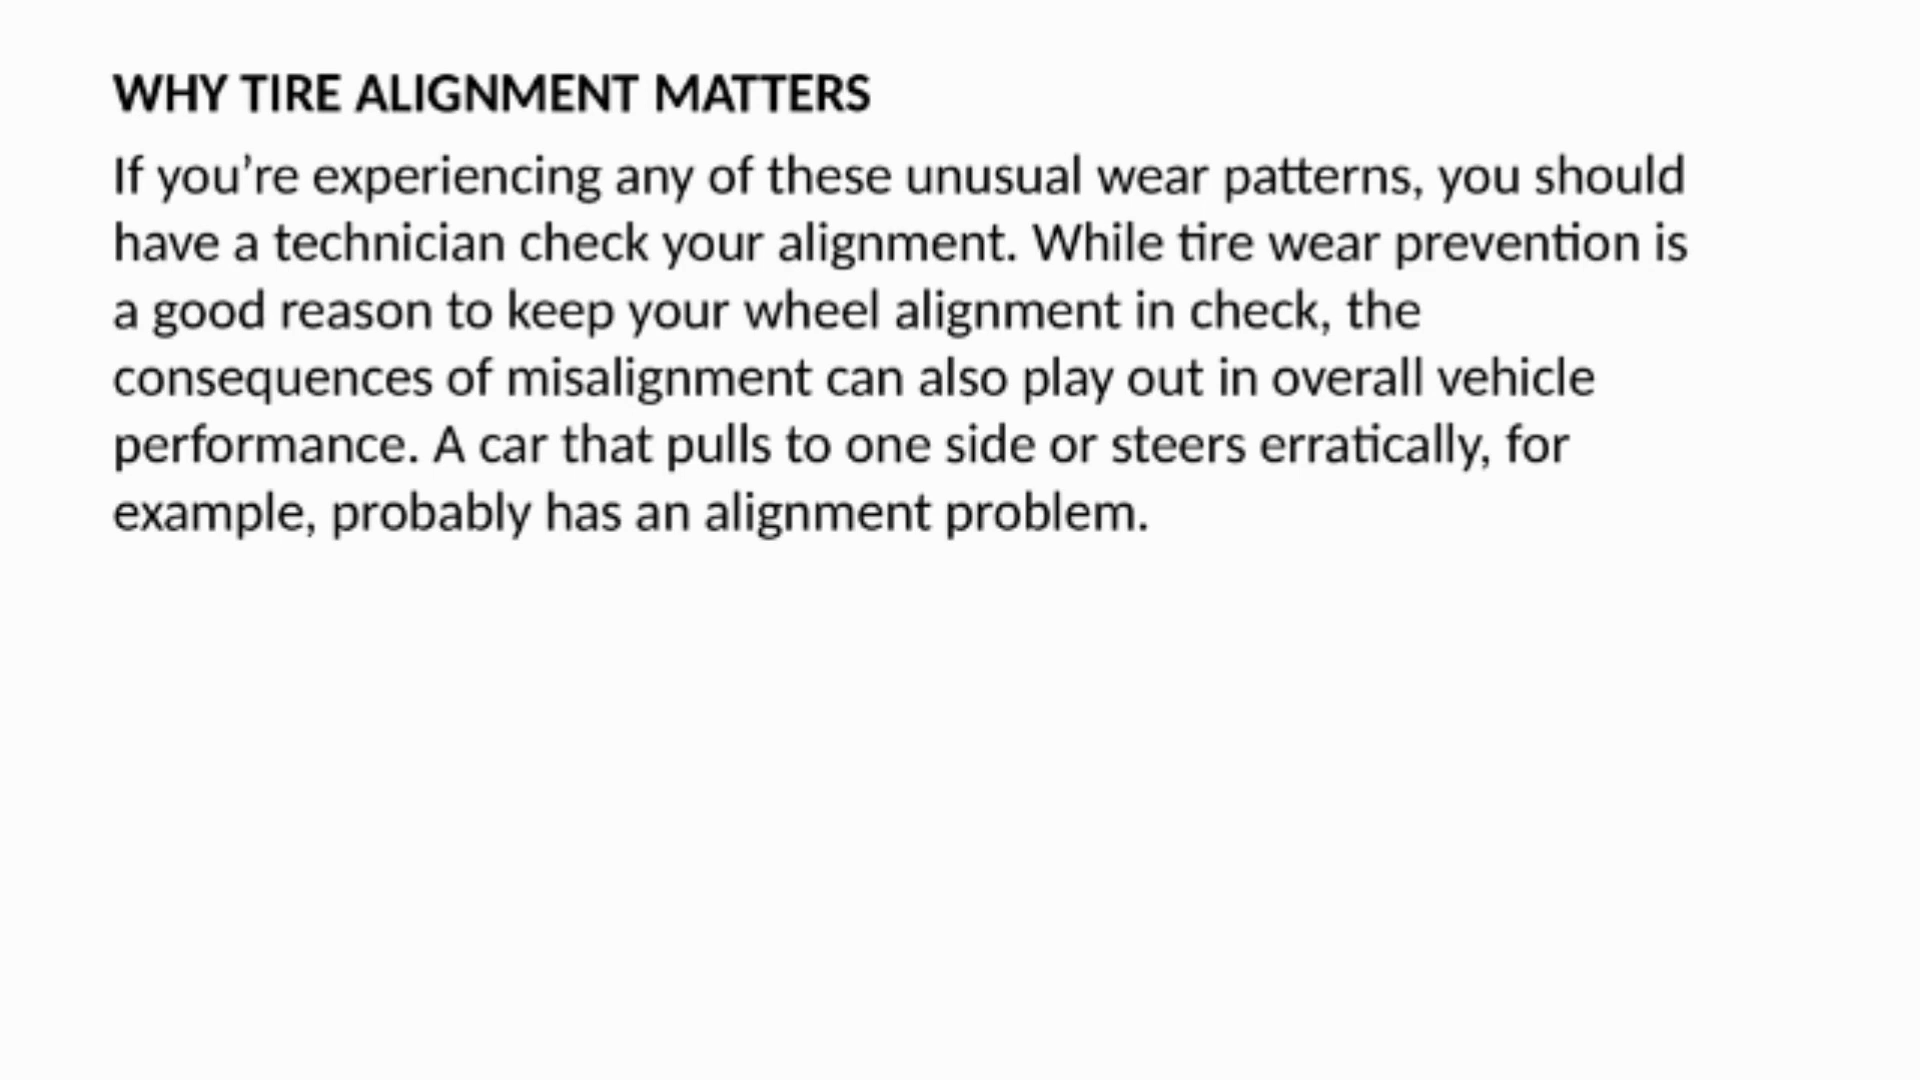 WHY TIRE ALIGNMENT MATTERS
If you’re experiencing any of these unusual wear patterns, you should
have a technician check your alignment. While tire wear prevention is
a good reason to keep your wheel alignment in check, the
consequences of misalignment can also play out in overall vehicle
performance. A car that pulls to one side or steers erratically, for
example, probably has an alignment problem.